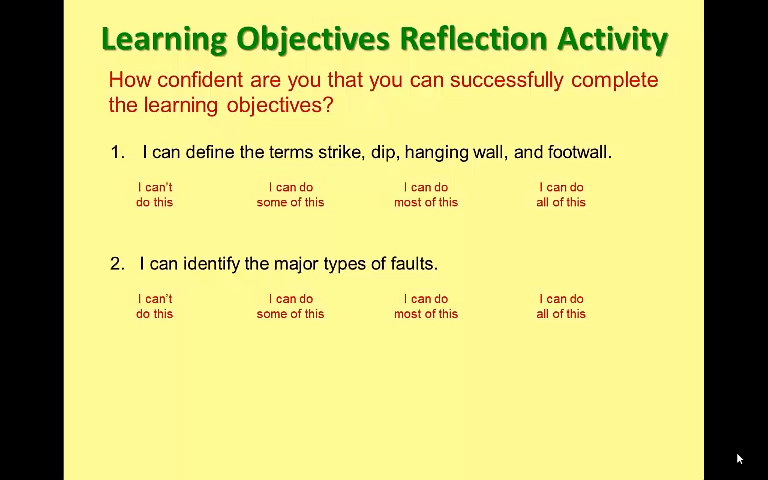 Learning Objectives Reflection Activity
How confident are you that you can successfully complete
the learning objectives?
1. I can define the terms strike, dip, hanging wall, and footwall.
I can't do this
I can do some of this
I can do most of this
I can do all of this
2. I can identify the major types of faults.
I can't do this
I can do some of this
I can do most of this
I can do all of this